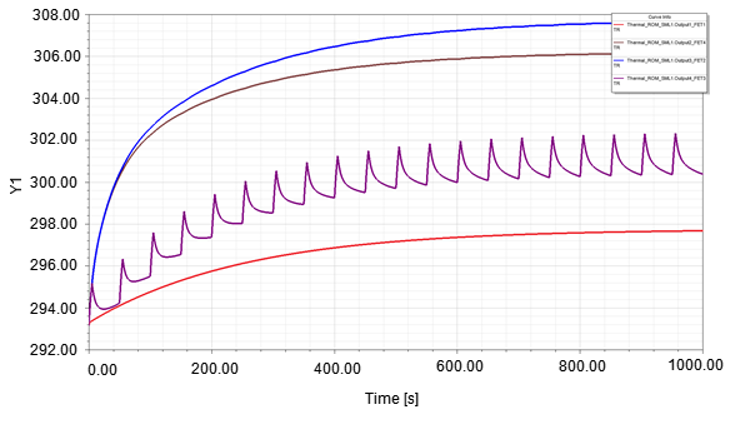 308.00
306.00
304.00
302.00
300.00
298.00
296.00
294.00
292.00
Y1
0.00
200.00
400.00
600.00
800.00
1000.00
Time [s]
Curve Info
Thermal_ROM_SML1.Output1_FET1
TR
Thermal_ROM_SML1.Output2_FET4
TR
Thermal_ROM_SML1.Output3_FET2
TR
Thermal_ROM_SML1.Output4_FET3
TR